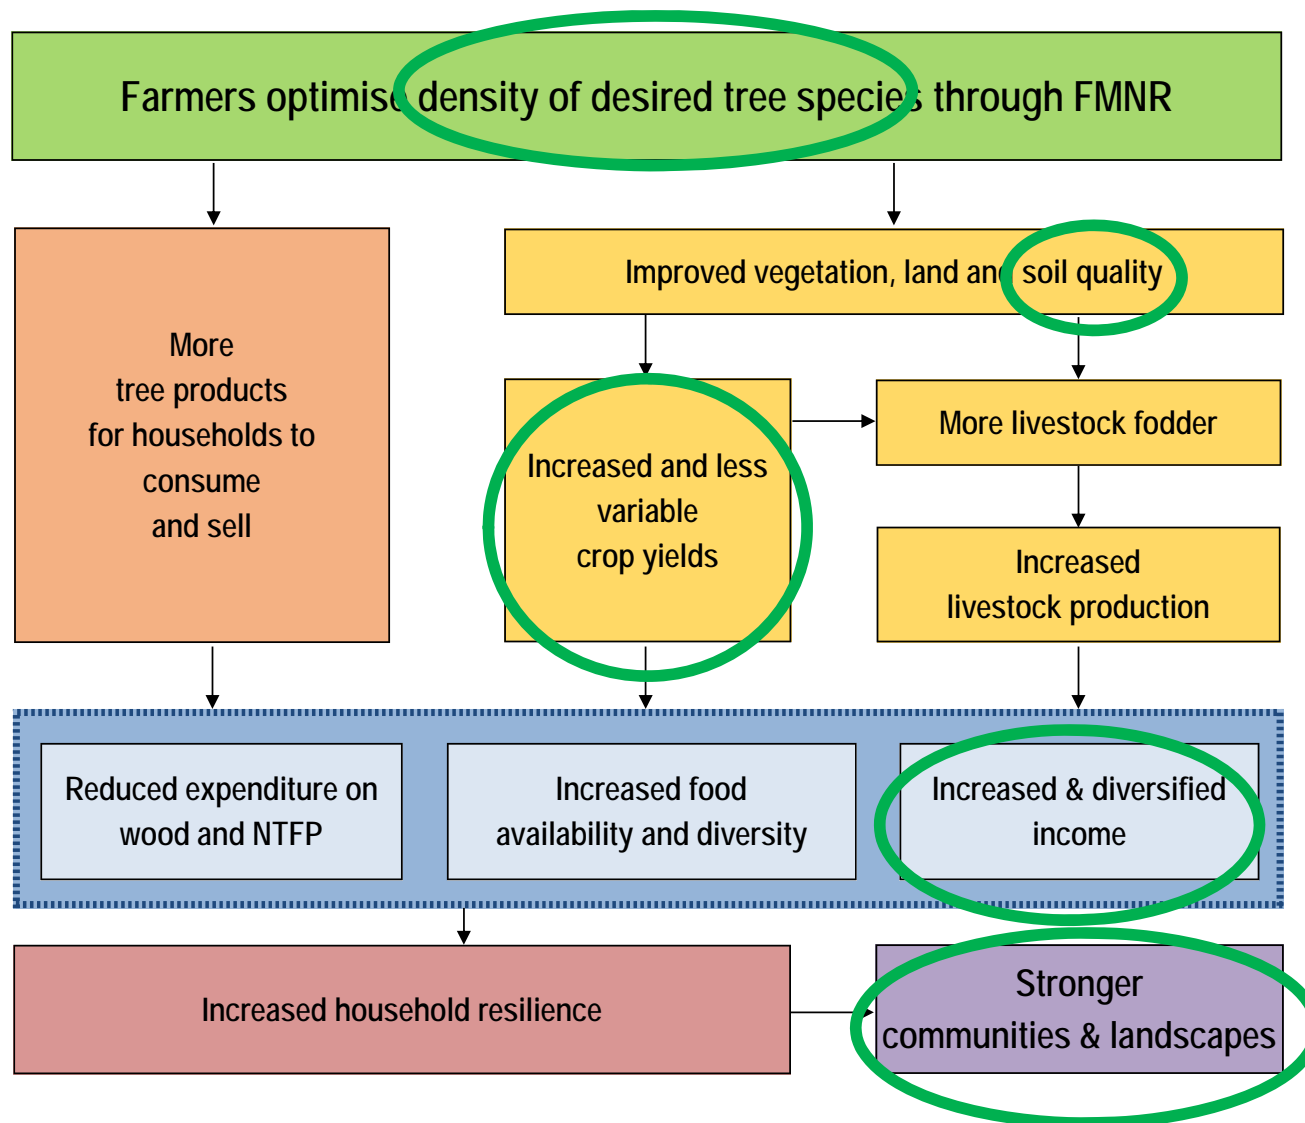 Farmers optimise density of desired tree species through FMNR
More
tree products
for households to
consume
and sell
Improved vegetation, land and soil quality
Increased and less
variable
crop yields
More livestock fodder
Increased
livestock production
Reduced expenditure on
wood and NTFP
Increased food
availability and diversity
Increased & diversified
income
Increased household resilience
Stronger
communities & landscapes